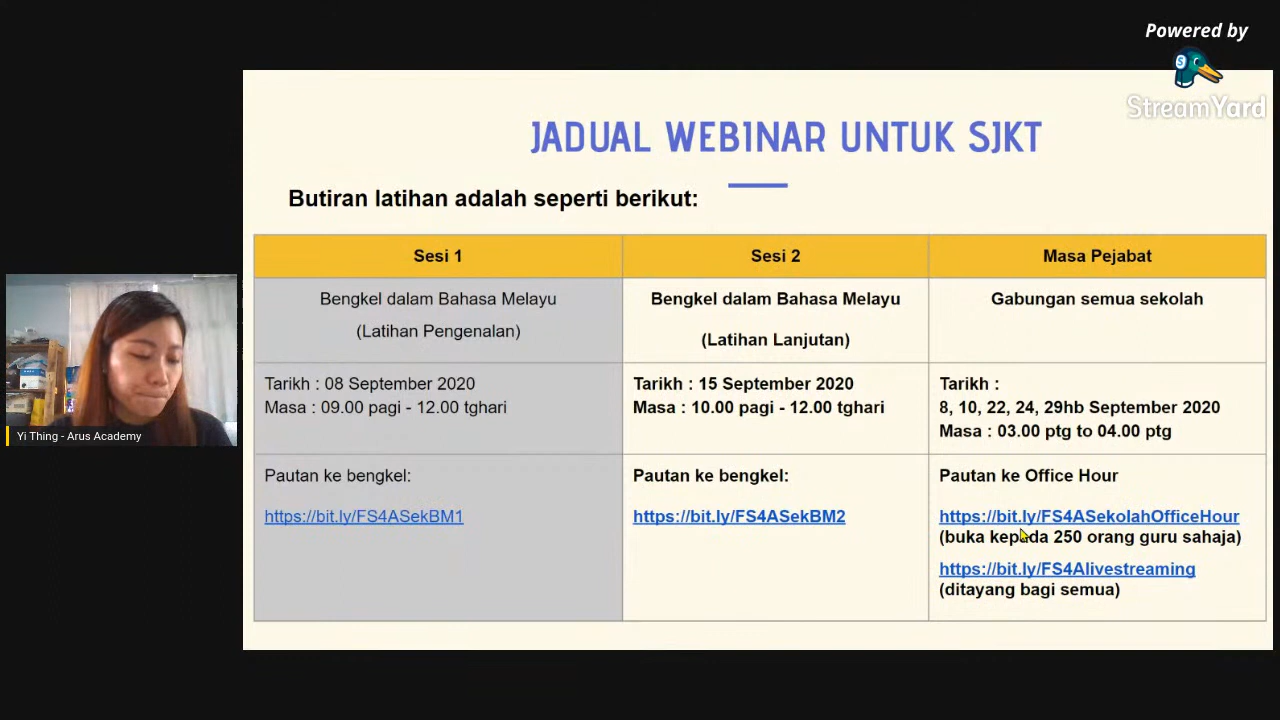 Powered by
StreamYard
JADUAL WEBINAR UNTUK SJKT
Butiran latihan adalah seperti berikut:
Sesi 1
Sesi 2
Masa Pejabat
Bengkel dalam Bahasa Melayu
(Latihan Pengenalan)
Bengkel dalam Bahasa Melayu
(Latihan Lanjutan)
Gabungan semua sekolah
Tarikh : 08 September 2020
Masa : 09.00 pagi - 12.00 tghari
Tarikh : 15 September 2020
Masa : 10.00 pagi - 12.00 tghari
Tarikh :
8, 10, 22, 24, 29hb September 2020
Masa : 03.00 ptg to 04.00 ptg
Pautan ke bengkel:
https://bit.ly/FS4ASekBM1
Pautan ke bengkel:
https://bit.ly/FS4ASekBM2
Pautan ke Office Hour
https://bit.ly/FS4ASekolahOfficeHour
(buka kepada 250 orang guru sahaja)
https://bit.ly/FS4Alivestreaming
(ditayang bagi semua)
Yi Thing - Arus Academy